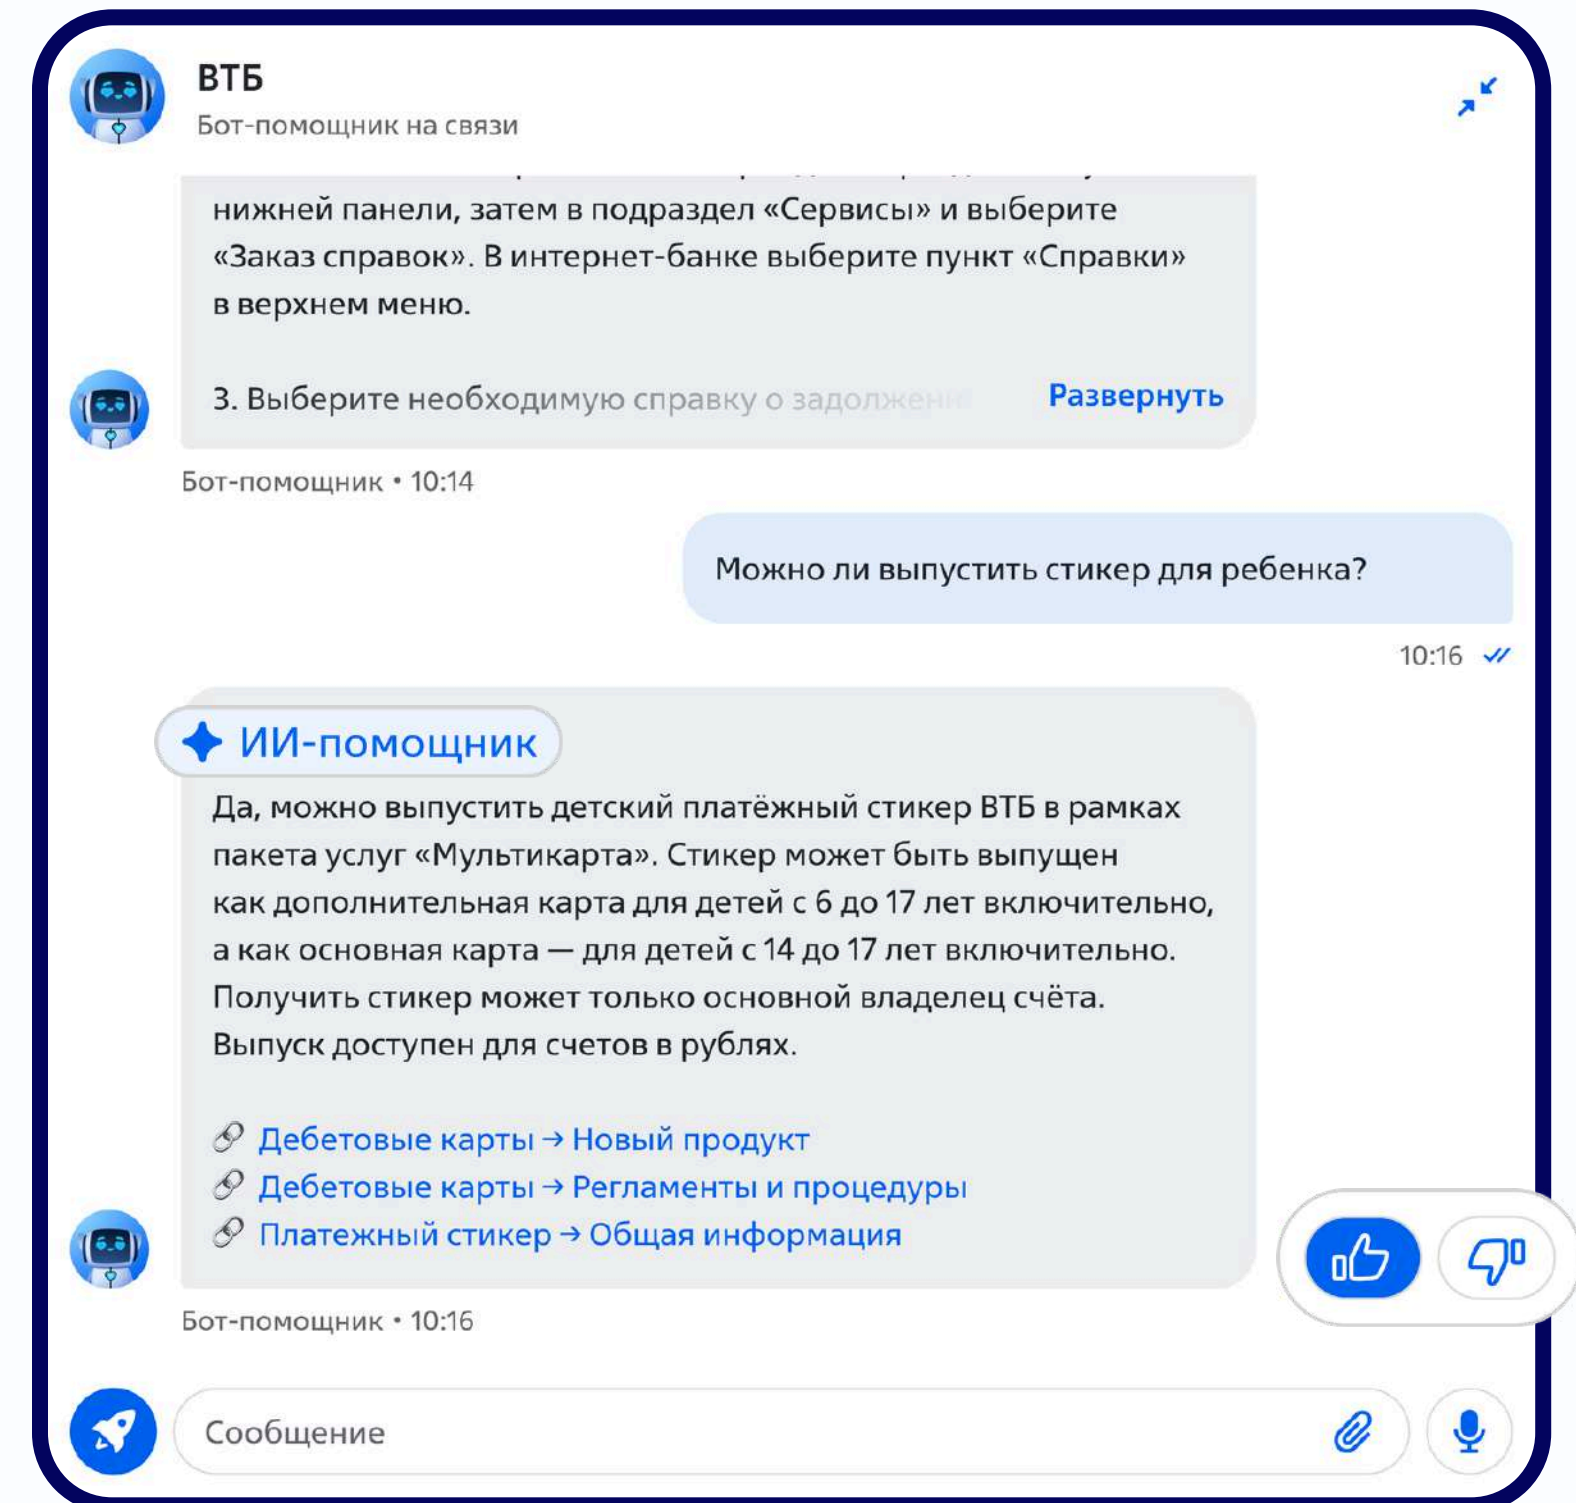 ВТБ
Бот-помощник на связи
нижней панели, затем в подраздел «Сервисы» и выберите
«Заказ справок». В интернет-банке выберите пункт «Справки»
в верхнем меню.
3. Выберите необходимую справку о
Развернуть
Бот-помощник • 10:14
Можно ли выпустить стикер для ребенка?
10:16
ИИ-помощник
Да, можно выпустить детский платёжный стикер ВТБ в рамках
пакета услуг «Мультикарта». Стикер может быть выпущен
как дополнительная карта для детей с 6 до 17 лет включительно,
а как основная карта — для детей с 14 до 17 лет включительно.
Получить стикер может только основной владелец счёта.
Выпуск доступен для счетов в рублях.
Дебетовые карты → Новый продукт
Дебетовые карты → Регламенты и процедуры
Платежный стикер → Общая информация
Бот-помощник • 10:16
Сообщение